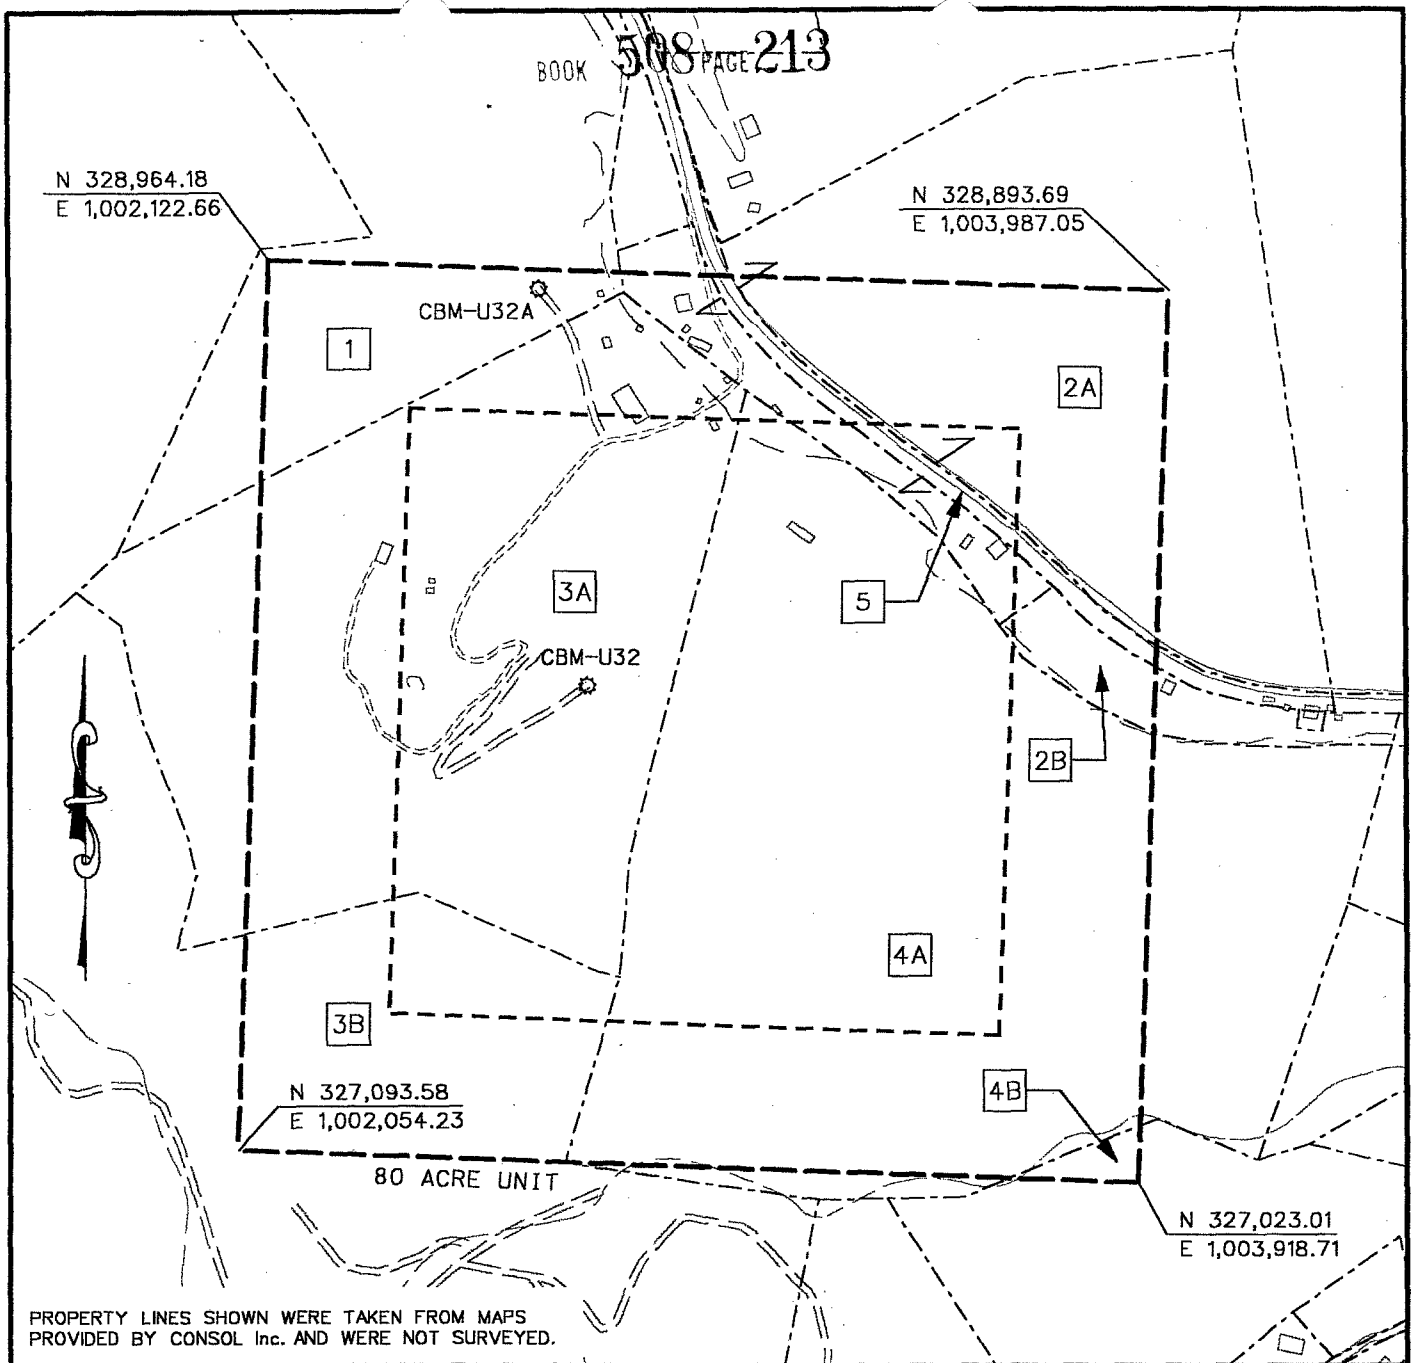 BOOK 508 PAGE 213
N 328,964.18
E 1,002,122.66
N 328,893.69
E 1,003,987.05
CBM-U32A
1
2A
3A
5
CBM-U32
2B
4A
3B
N 327,093.58
E 1,002,054.23
4B
80 ACRE UNIT
N 327,023.01
E 1,003,918.71
PROPERTY LINES SHOWN WERE TAKEN FROM MAPS
PROVIDED BY CONSOL Inc. AND WERE NOT SURVEYED.